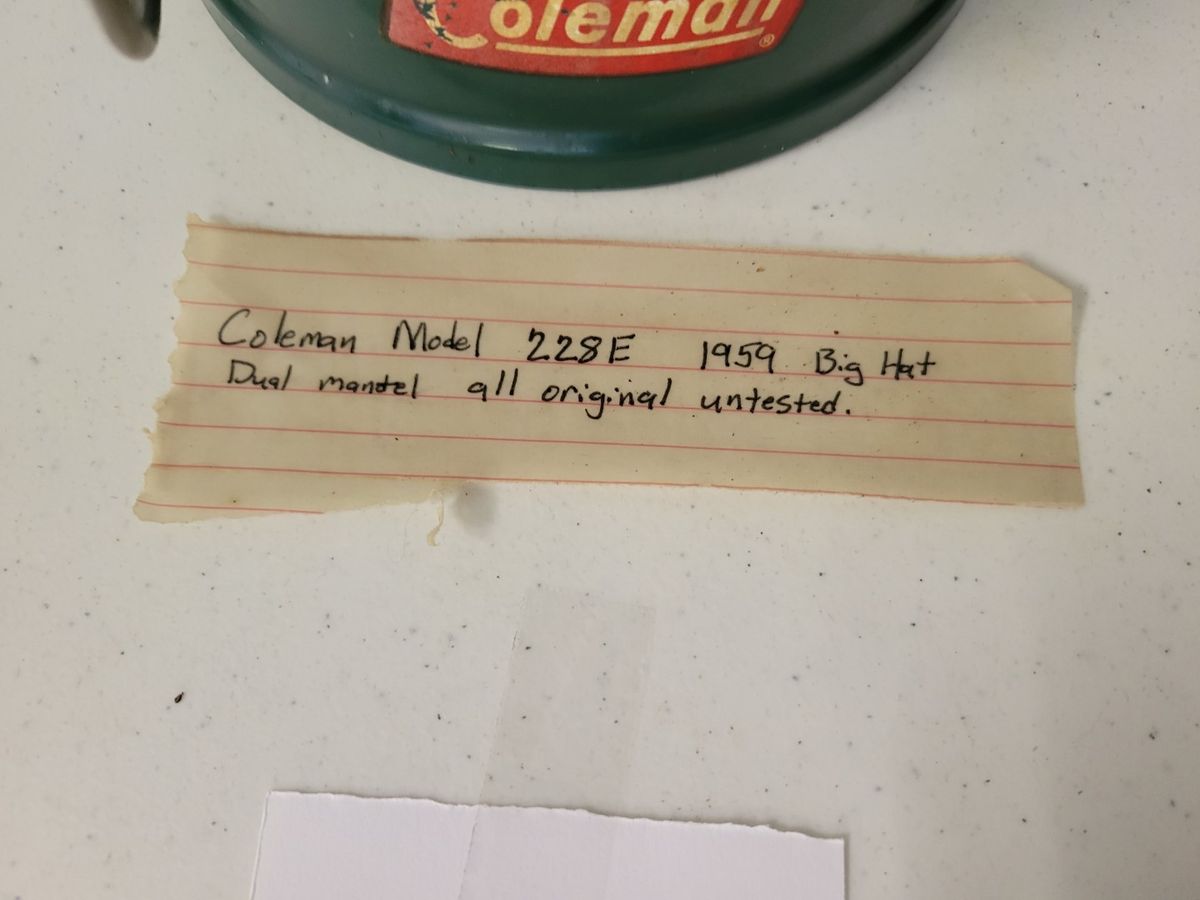 Coleman®
Coleman Model 228E 1959 Big Hat
Dual mantel all original untested.